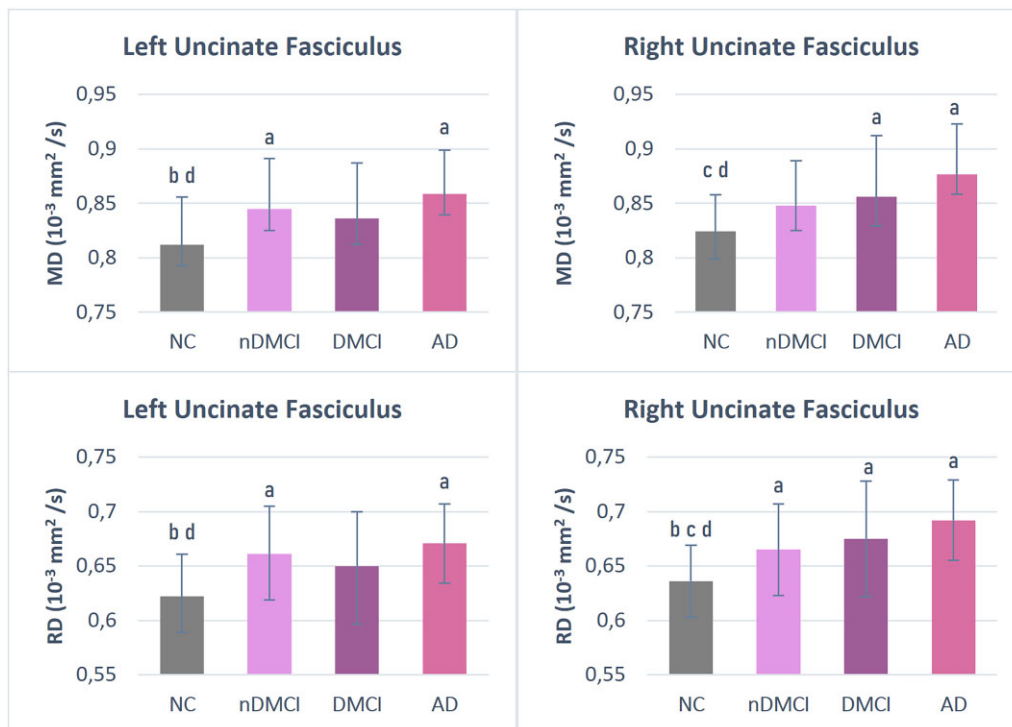 Left Uncinate Fasciculus
MD (10⁻³ mm² /s)
0,95
0,9
0,85
0,8
0,75
b d
a
a
NC nDMCI DMCI AD
Right Uncinate Fasciculus
MD (10⁻³ mm² /s)
0,95
0,9
0,85
0,8
0,75
c d
a
a
NC nDMCI DMCI AD
Left Uncinate Fasciculus
RD (10⁻³ mm² /s)
0,75
0,7
0,65
0,6
0,55
b d
a
a
NC nDMCI DMCI AD
Right Uncinate Fasciculus
RD (10⁻³ mm² /s)
0,75
0,7
0,65
0,6
0,55
b c d
a
a
a
NC nDMCI DMCI AD